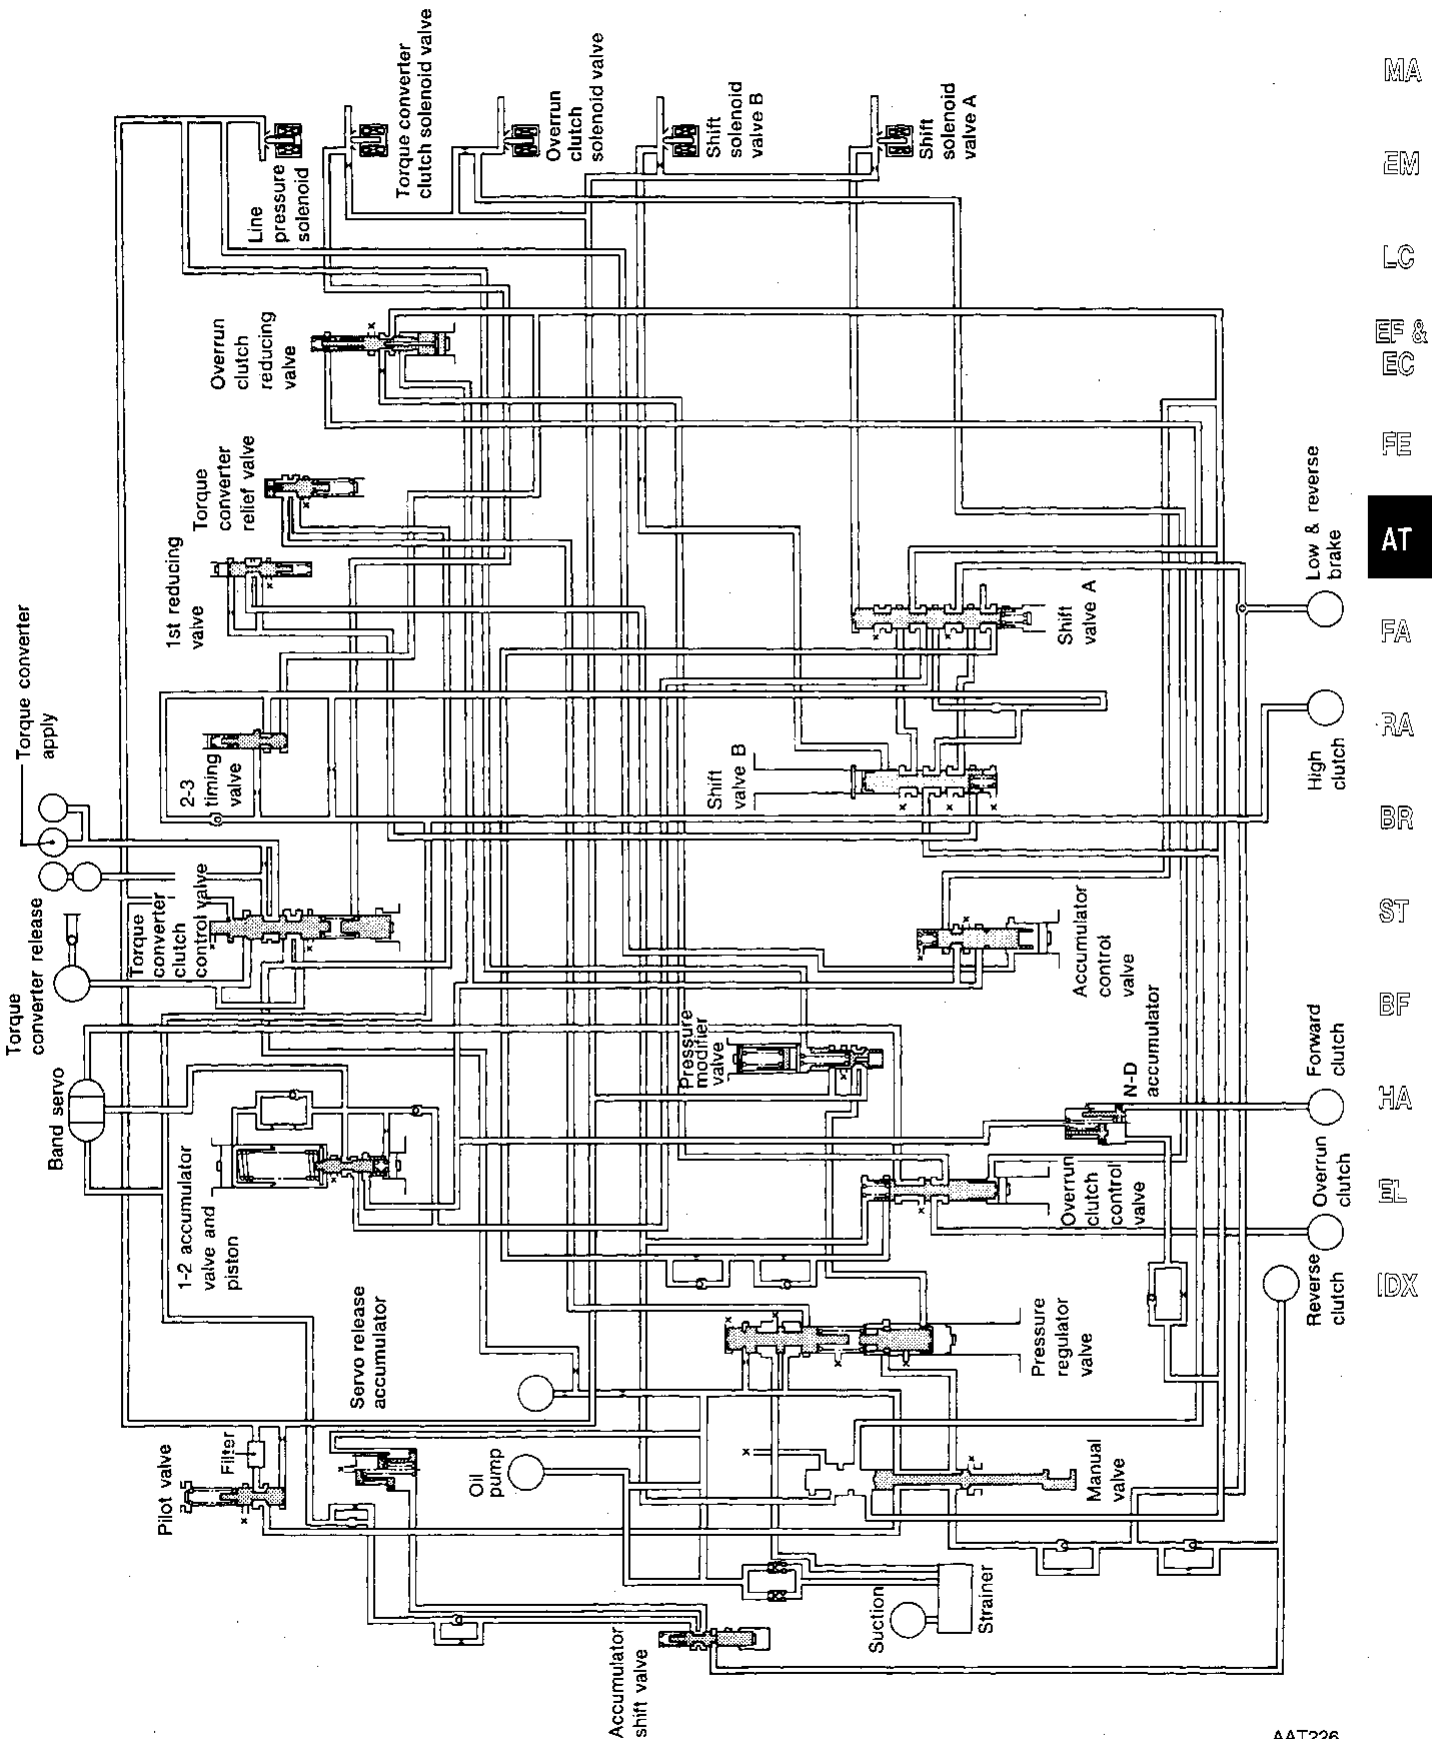 Line
pressure
solenoid
Torque converter
clutch solenoid valve
Overrun
clutch
solenoid valve
Shift
solenoid
valve B
Shift
solenoid
valve A
Overrun
clutch
reducing
valve
Torque
converter
relief valve
1st reducing
valve
Torque converter
apply
2-3
timing
valve
Shift
valve A
Shift
valve B
Low & reverse
brake
High
clutch
Torque
converter release
Torque
converter
clutch
control valve
Accumulator
control
valve
Band servo
Pressure
modifier
valve
N-D
accumulator
Forward
clutch
1-2 accumulator
valve and
piston
Overrun
clutch
control
valve
Overrun
clutch
Reverse
clutch
Servo release
accumulator
Pressure
regulator
valve
Pilot valve
Filter
Oil
pump
Manual
valve
Suction
Strainer
Accumulator
shift valve
MA
EM
LC
EF &
EC
FE
AT
FA
RA
BR
ST
BF
HA
EL
IDX
AAT226